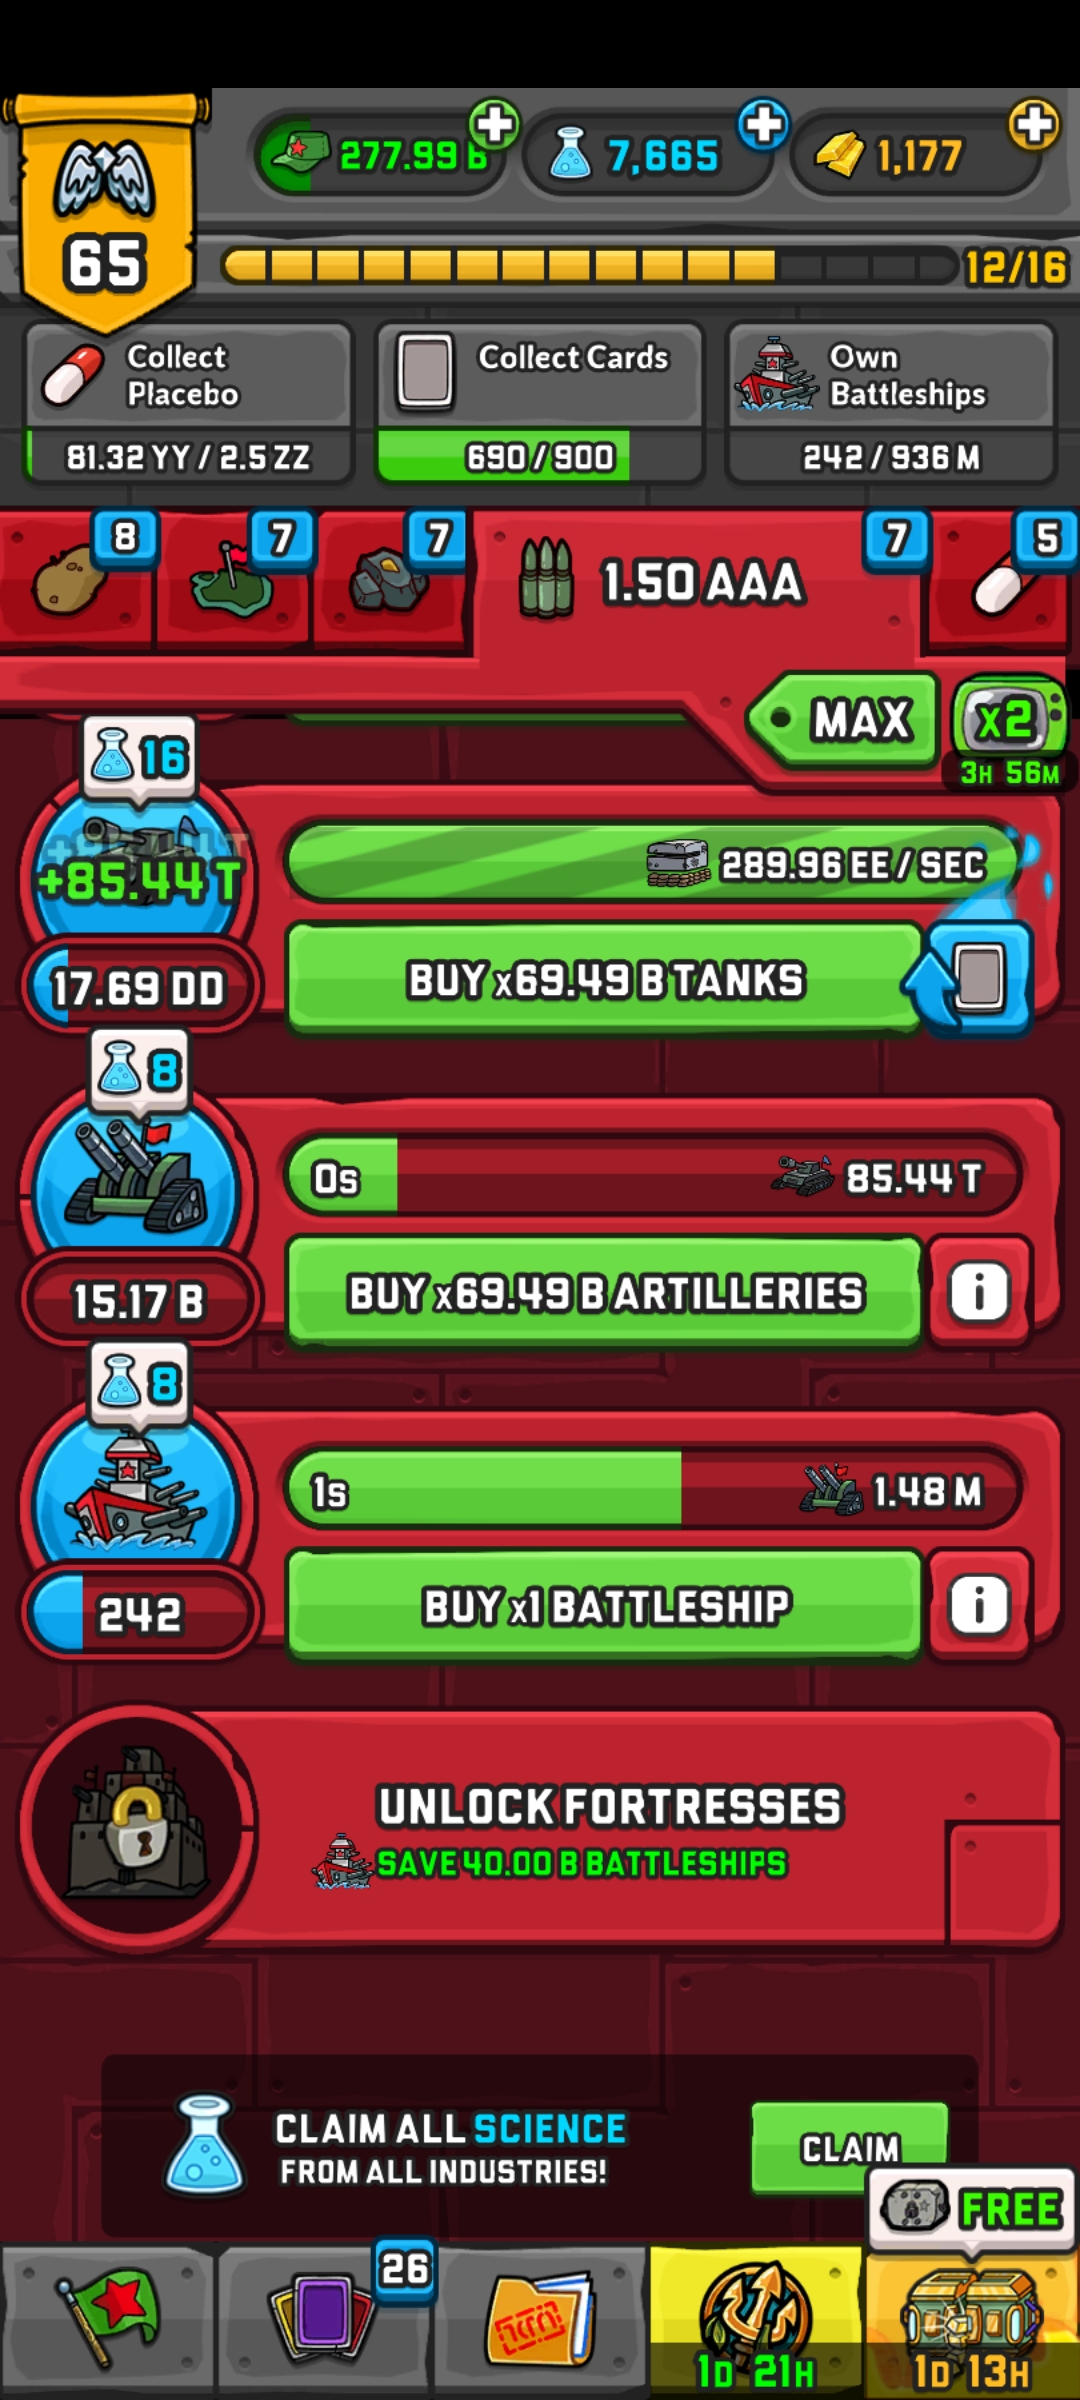 277.99 B
7,665
1,177
65
12/16
Collect
Placebo
81.32 YY / 2.5 ZZ
Collect Cards
690/900
Own
Battleships
242 / 936 M
8
7
7
1.50 AAA
7
5
MAX
x2
3H 56M
16
+85.44 T
289.96 EE / SEC
17.69 DD
BUY x69.49 B TANKS
8
0s
85.44 T
15.17 B
BUY x69.49 B ARTILLERIES
i
8
1s
1.48 M
242
BUY x1 BATTLESHIP
i
UNLOCK FORTRESSES
SAVE 40.00 B BATTLESHIPS
CLAIM ALL SCIENCE
FROM ALL INDUSTRIES!
CLAIM
FREE
26
1D 21H
1D 13H